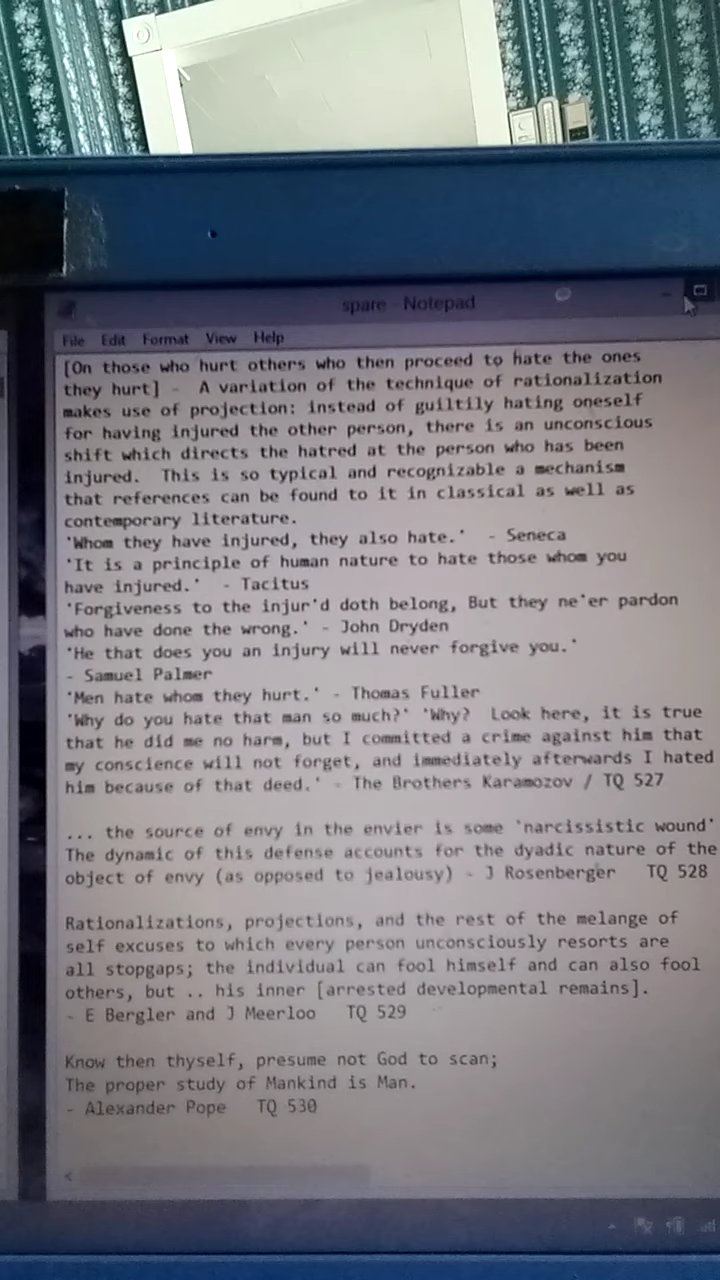 spare - Notepad
File Edit Format View Help
[On those who hurt others who then proceed to hate the ones
they hurt] - A variation of the technique of rationalization
makes use of projection: instead of guiltily hating oneself
for having injured the other person, there is an unconscious
shift which directs the hatred at the person who has been
injured. This is so typical and recognizable a mechanism
that references can be found to it in classical as well as
contemporary literature.
'Whom they have injured, they also hate.' - Seneca
'It is a principle of human nature to hate those whom you
have injured.' - Tacitus
'Forgiveness to the injur'd doth belong, But they ne'er pardon
who have done the wrong.' - John Dryden
'He that does you an injury will never forgive you.'
- Samuel Palmer
'Men hate whom they hurt.' - Thomas Fuller
'Why do you hate that man so much?' 'Why? Look here, it is true
that he did me no harm, but I committed a crime against him that
my conscience will not forget, and immediately afterwards I hated
him because of that deed.' - The Brothers Karamozov / TQ 527
... the source of envy in the envier is some 'narcissistic wound'
The dynamic of this defense accounts for the dyadic nature of the
object of envy (as opposed to jealousy) - J Rosenberger TQ 528
Rationalizations, projections, and the rest of the melange of
self excuses to which every person unconsciously resorts are
all stopgaps; the individual can fool himself and can also fool
others, but .. his inner [arrested developmental remains].
- E Bergler and J Meerloo TQ 529
Know then thyself, presume not God to scan;
The proper study of Mankind is Man.
- Alexander Pope TQ 530